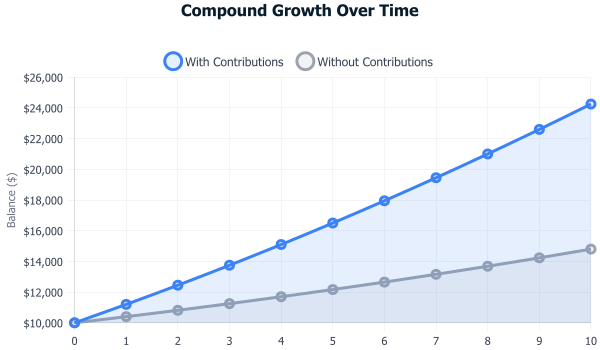 Compound Growth Over Time
With Contributions Without Contributions
Balance ($)
$26,000
$24,000
$22,000
$20,000
$18,000
$16,000
$14,000
$12,000
$10,000
0 1 2 3 4 5 6 7 8 9 10